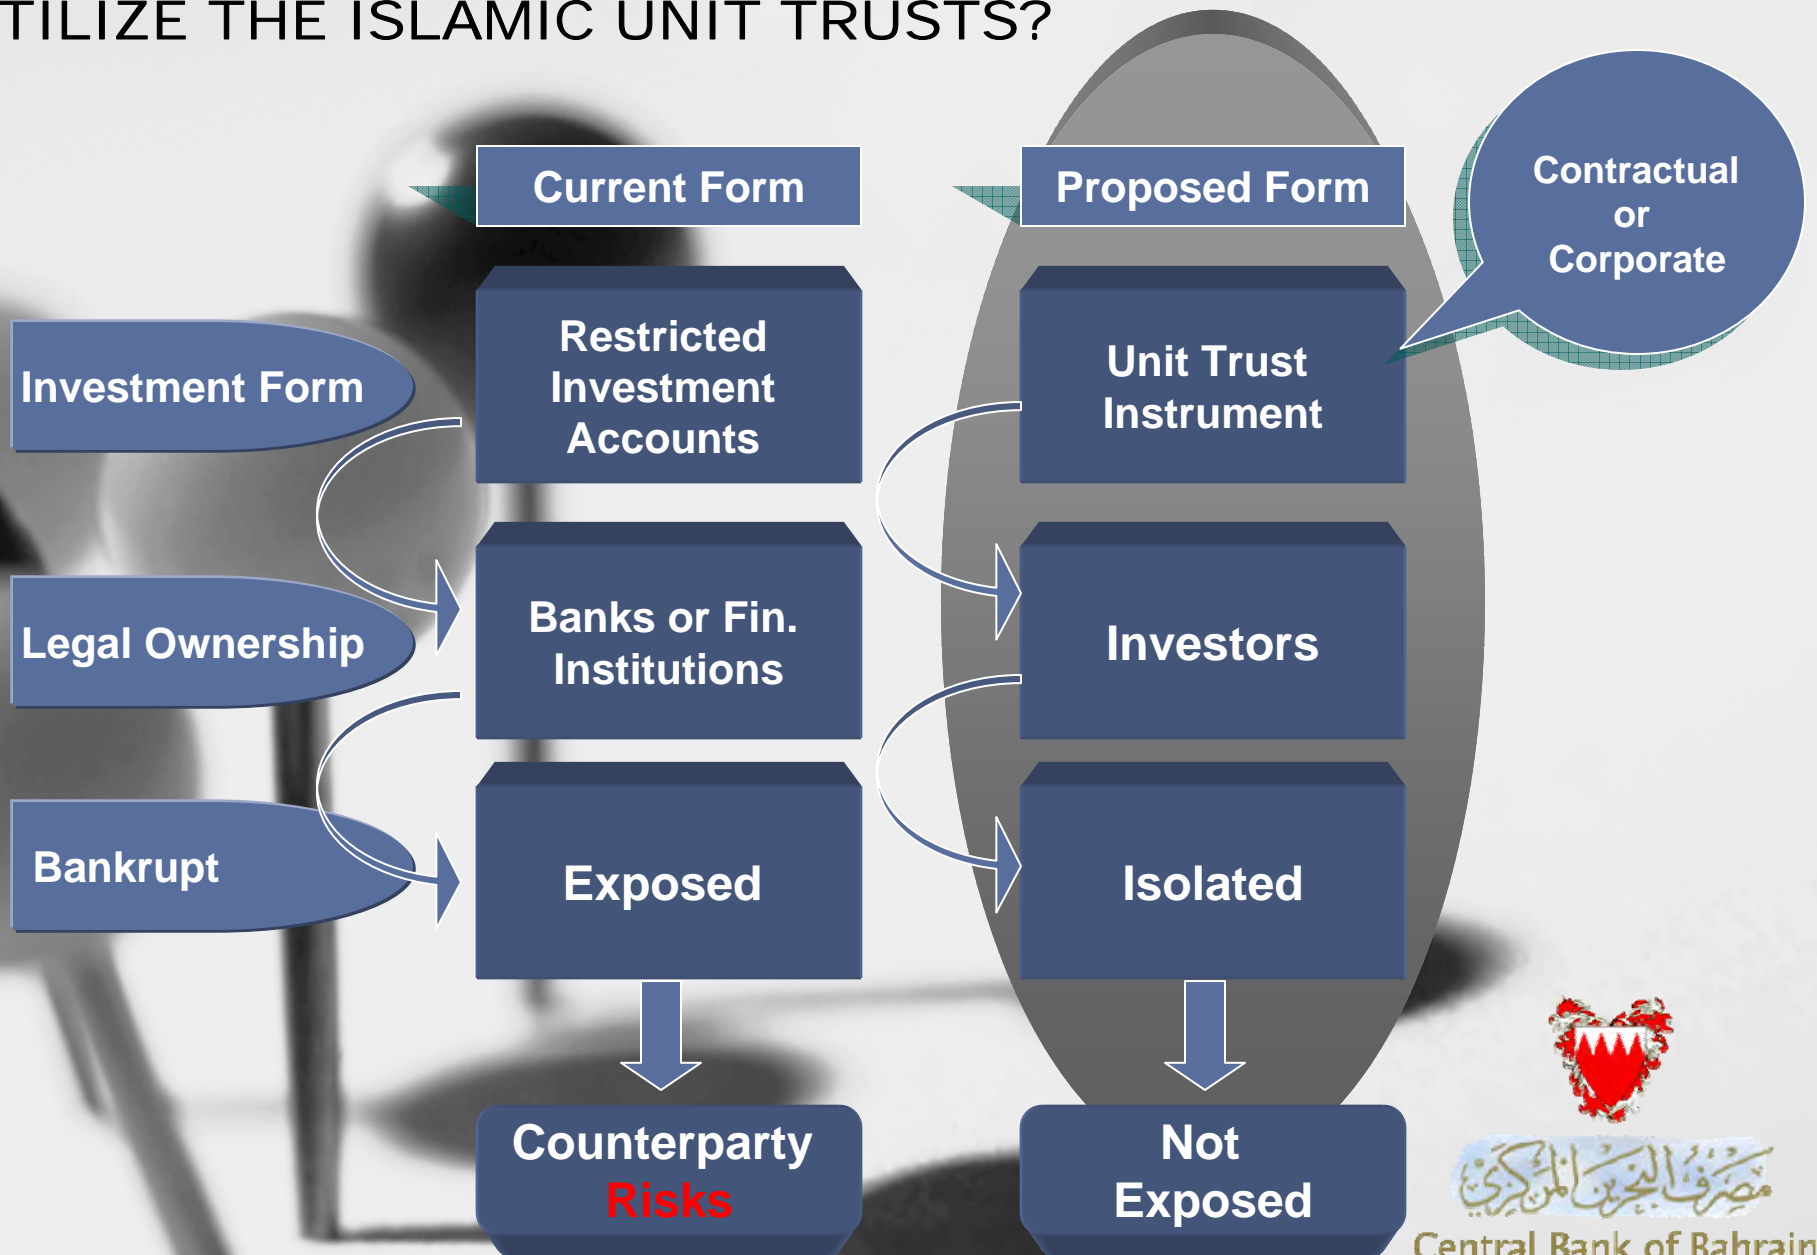 TILIZE THE ISLAMIC UNIT TRUSTS?
Current Form
Proposed Form
Contractual
or
Corporate
Investment Form
Restricted
Investment
Accounts
Unit Trust
Instrument
Legal Ownership
Banks or Fin.
Institutions
Investors
Bankrupt
Exposed
Isolated
Counterparty
Risks
Not
Exposed
مصرف البحرين المركزي
Central Bank of Bahrain